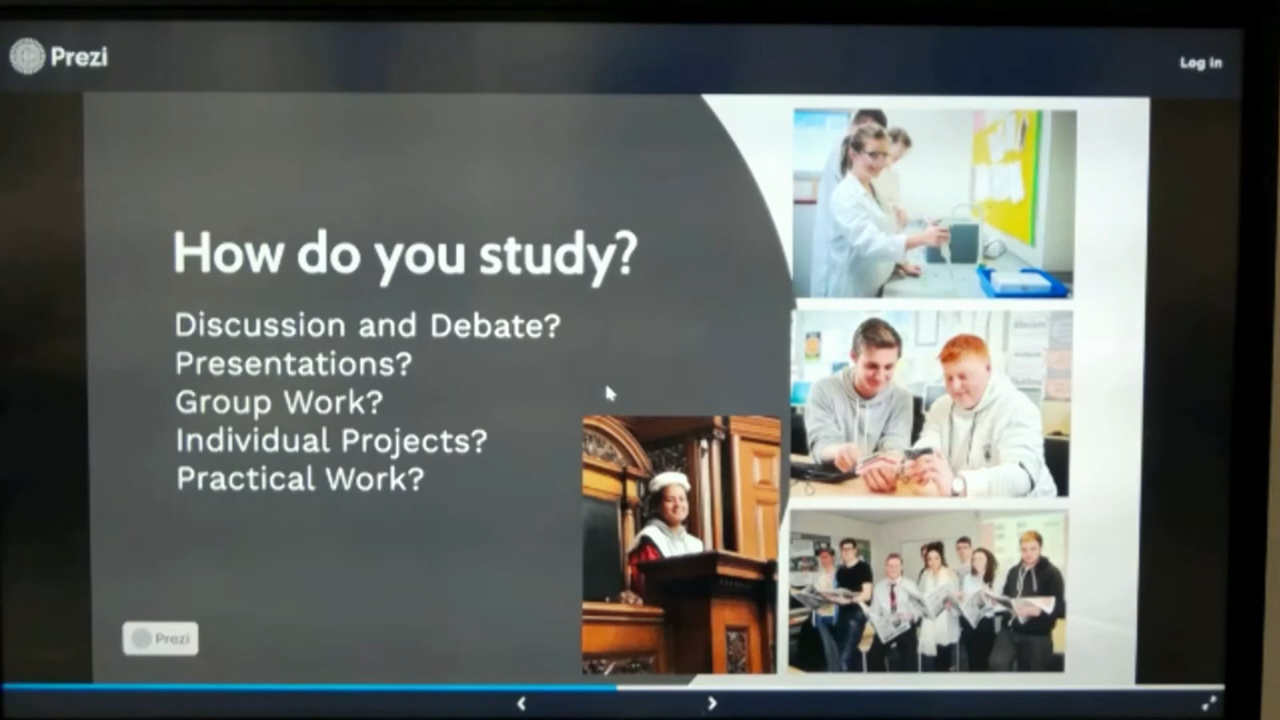 Prezi
Log in
How do you study?
Discussion and Debate?
Presentations?
Group Work?
Individual Projects?
Practical Work?
Prezi